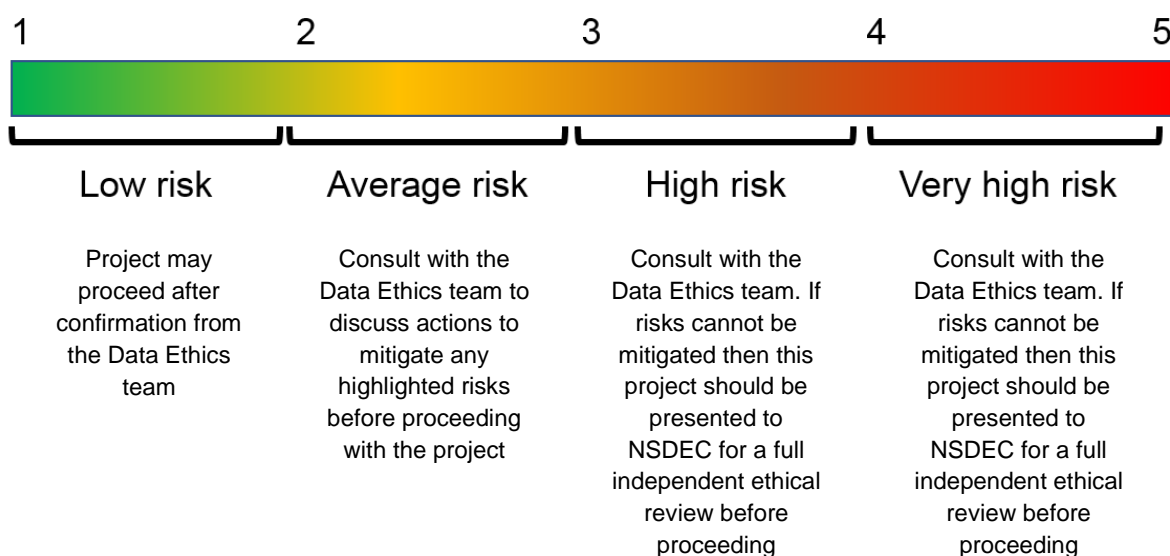 1 2 3 4 5
Low risk
Project may
proceed after
confirmation from
the Data Ethics
team
Average risk
Consult with the
Data Ethics team to
discuss actions to
mitigate any
highlighted risks
before proceeding
with the project
High risk
Consult with the
Data Ethics team. If
risks cannot be
mitigated then this
project should be
presented to
NSDEC for a full
independent ethical
review before
proceeding
Very high risk
Consult with the
Data Ethics team. If
risks cannot be
mitigated then this
project should be
presented to
NSDEC for a full
independent ethical
review before
proceeding